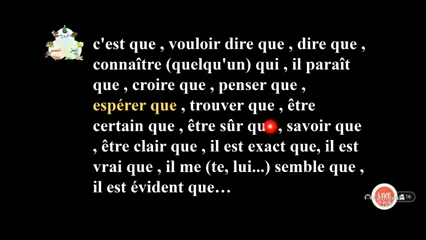 c'est que , vouloir dire que , dire que ,
connaître (quelqu'un) qui , il paraît
que , croire que , penser que ,
espérer que , trouver que , être
certain que , être sûr que , savoir que
, être clair que , il est exact que, il est
vrai que , il me (te, lui...) semble que ,
il est évident que…
LIKE
16